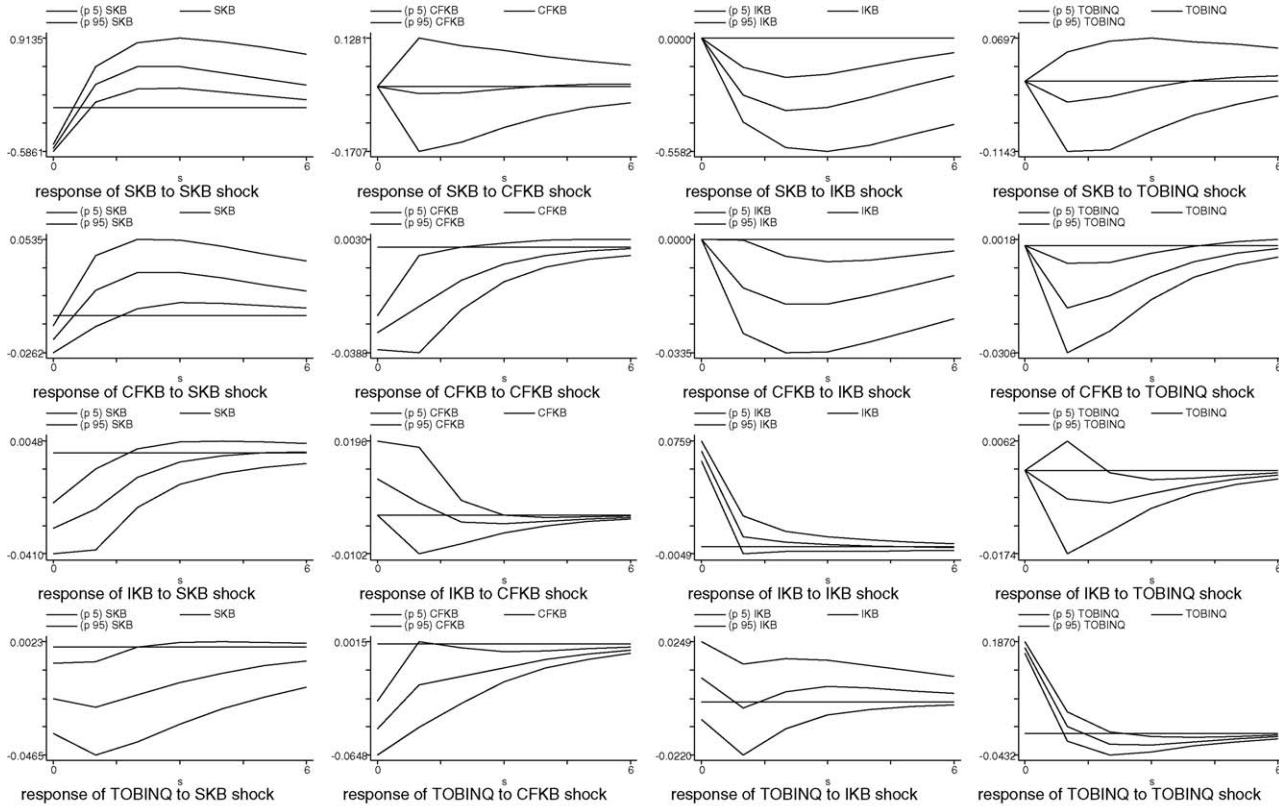 (p 5) SKB SKB
(p 95) SKB
0.9135
-0.5861
0 6
s
response of SKB to SKB shock
(p 5) CFKB CFKB
(p 95) CFKB
0.1281
-0.1707
0 6
s
response of SKB to CFKB shock
(p 5) IKB IKB
(p 95) IKB
0.0000
-0.5582
0 6
s
response of SKB to IKB shock
(p 5) TOBINQ TOBINQ
(p 95) TOBINQ
0.0697
-0.1143
0 6
s
response of SKB to TOBINQ shock
(p 5) SKB SKB
(p 95) SKB
0.0535
-0.0262
0 6
s
response of CFKB to SKB shock
(p 5) CFKB CFKB
(p 95) CFKB
0.0030
-0.0388
0 6
s
response of CFKB to CFKB shock
(p 5) IKB IKB
(p 95) IKB
0.0000
-0.0335
0 6
s
response of CFKB to IKB shock
(p 5) TOBINQ TOBINQ
(p 95) TOBINQ
0.0018
-0.0306
0 6
s
response of CFKB to TOBINQ shock
(p 5) SKB SKB
(p 95) SKB
0.0048
-0.0410
0 6
s
response of IKB to SKB shock
(p 5) CFKB CFKB
(p 95) CFKB
0.0196
-0.0102
0 6
s
response of IKB to CFKB shock
(p 5) IKB IKB
(p 95) IKB
0.0759
-0.0049
0 6
s
response of IKB to IKB shock
(p 5) TOBINQ TOBINQ
(p 95) TOBINQ
0.0062
-0.0174
0 6
s
response of IKB to TOBINQ shock
(p 5) SKB SKB
(p 95) SKB
0.0023
-0.0465
0 6
s
response of TOBINQ to SKB shock
(p 5) CFKB CFKB
(p 95) CFKB
0.0015
-0.0648
0 6
s
response of TOBINQ to CFKB shock
(p 5) IKB IKB
(p 95) IKB
0.0249
-0.0220
0 6
s
response of TOBINQ to IKB shock
(p 5) TOBINQ TOBINQ
(p 95) TOBINQ
0.1870
-0.0432
0 6
s
response of TOBINQ to TOBINQ shock